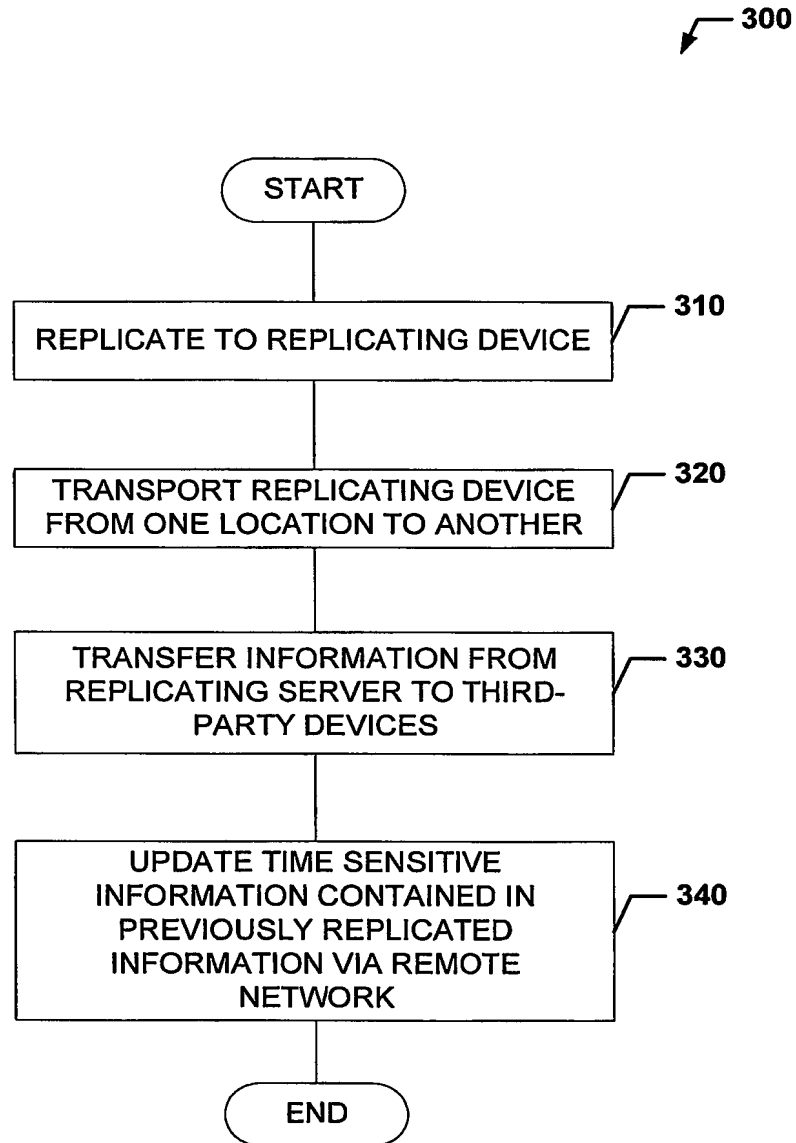 300
START
310
REPLICATE TO REPLICATING DEVICE
320
TRANSPORT REPLICATING DEVICE
FROM ONE LOCATION TO ANOTHER
330
TRANSFER INFORMATION FROM
REPLICATING SERVER TO THIRD-
PARTY DEVICES
340
UPDATE TIME SENSITIVE
INFORMATION CONTAINED IN
PREVIOUSLY REPLICATED
INFORMATION VIA REMOTE
NETWORK
END